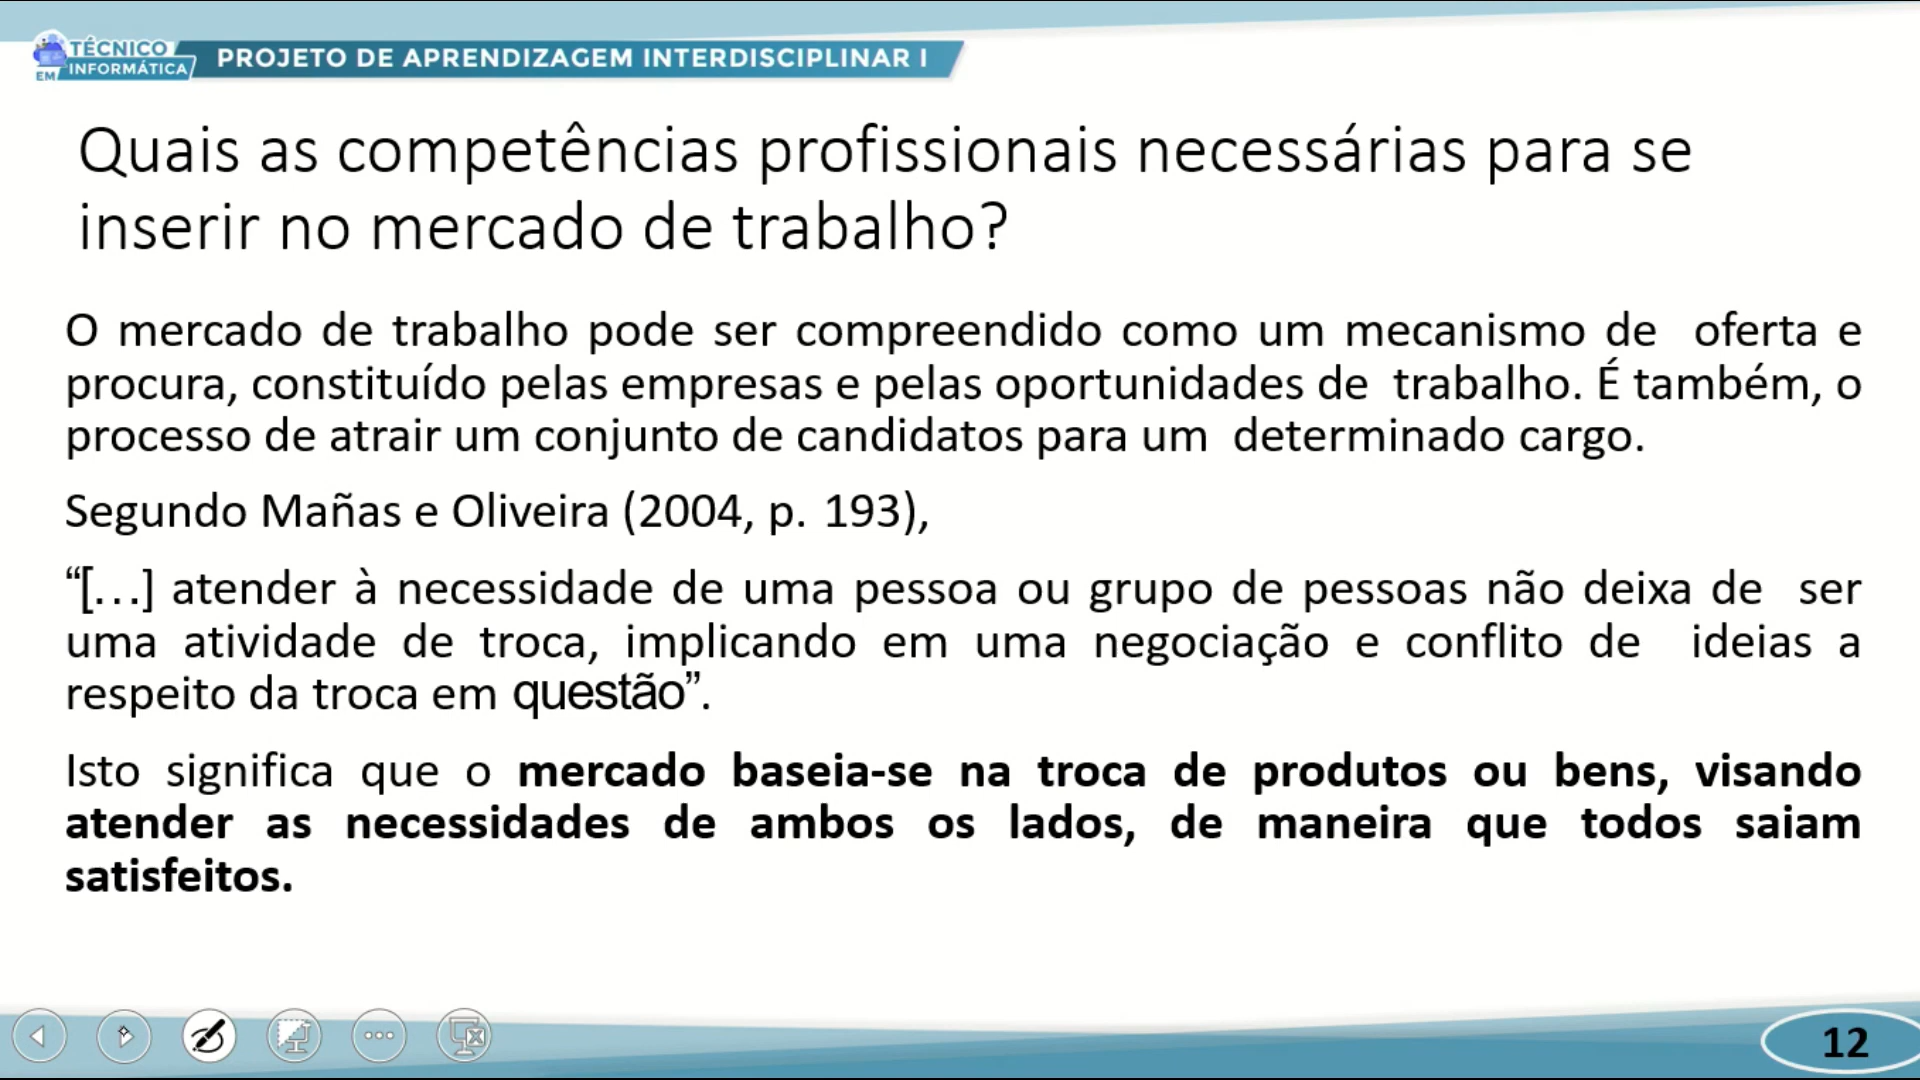 TÉCNICO
EM INFORMÁTICA
PROJETO DE APRENDIZAGEM INTERDISCIPLINAR I
Quais as competências profissionais necessárias para se
inserir no mercado de trabalho?
O mercado de trabalho pode ser compreendido como um mecanismo de oferta e
procura, constituído pelas empresas e pelas oportunidades de trabalho. É também, o
processo de atrair um conjunto de candidatos para um determinado cargo.
Segundo Mañas e Oliveira (2004, p. 193),
“[…] atender à necessidade de uma pessoa ou grupo de pessoas não deixa de ser
uma atividade de troca, implicando em uma negociação e conflito de ideias a
respeito da troca em questão”.
Isto significa que o mercado baseia-se na troca de produtos ou bens, visando
atender as necessidades de ambos os lados, de maneira que todos saiam
satisfeitos.
12